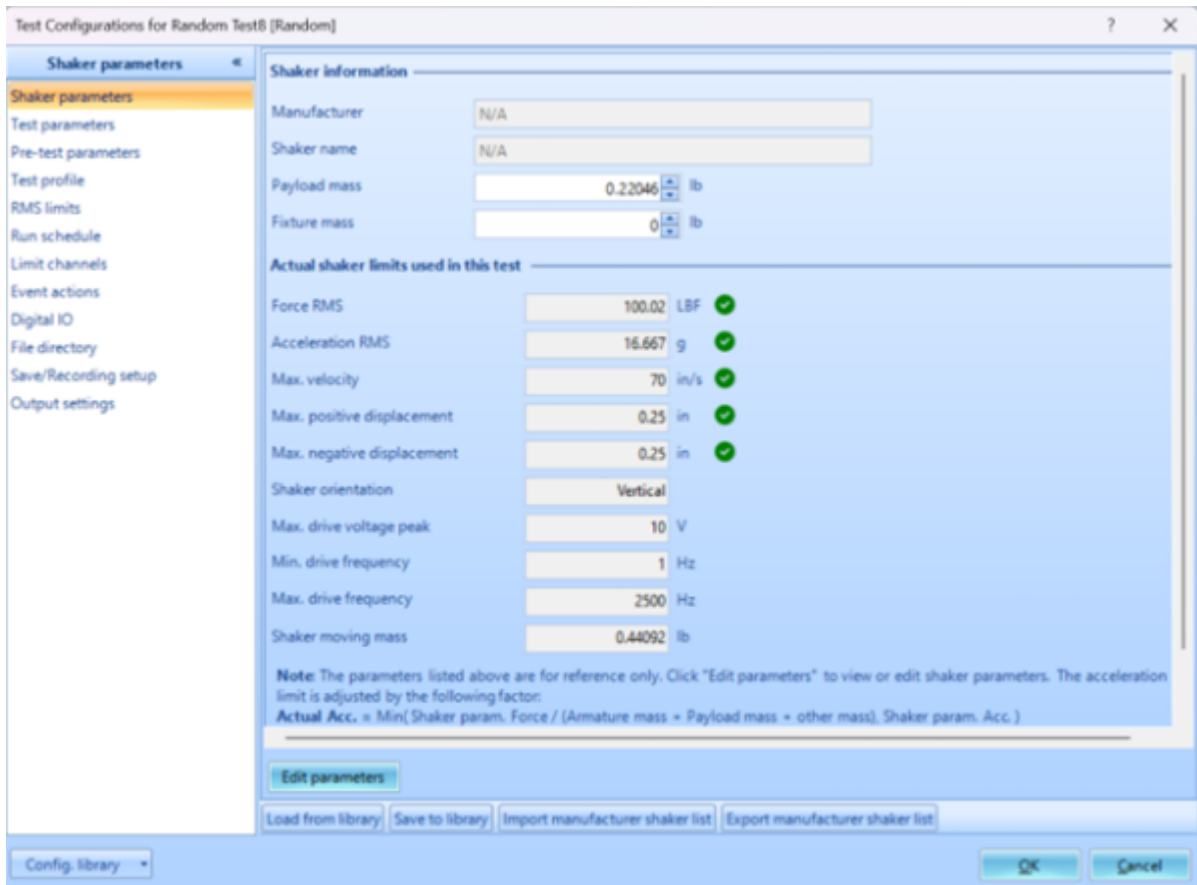 Test Configurations for Random Test8 [Random]
? ×
Shaker parameters «
Shaker parameters
Test parameters
Pre-test parameters
Test profile
RMS limits
Run schedule
Limit channels
Event actions
Digital IO
File directory
Save/Recording setup
Output settings
Shaker information
Manufacturer N/A
Shaker name N/A
Payload mass 0.22046 lb
Fixture mass 0 lb
Actual shaker limits used in this test
Force RMS 100.02 LBF
Acceleration RMS 16.667 g
Max. velocity 70 in/s
Max. positive displacement 0.25 in
Max. negative displacement 0.25 in
Shaker orientation Vertical
Max. drive voltage peak 10 V
Min. drive frequency 1 Hz
Max. drive frequency 2500 Hz
Shaker moving mass 0.44092 lb
Note: The parameters listed above are for reference only. Click "Edit parameters" to view or edit shaker parameters. The acceleration
limit is adjusted by the following factor:
Actual Acc. = Min( Shaker param. Force / (Armature mass + Payload mass + other mass), Shaker param. Acc. )
Edit parameters
Load from library Save to library Import manufacturer shaker list Export manufacturer shaker list
Config. library OK Cancel